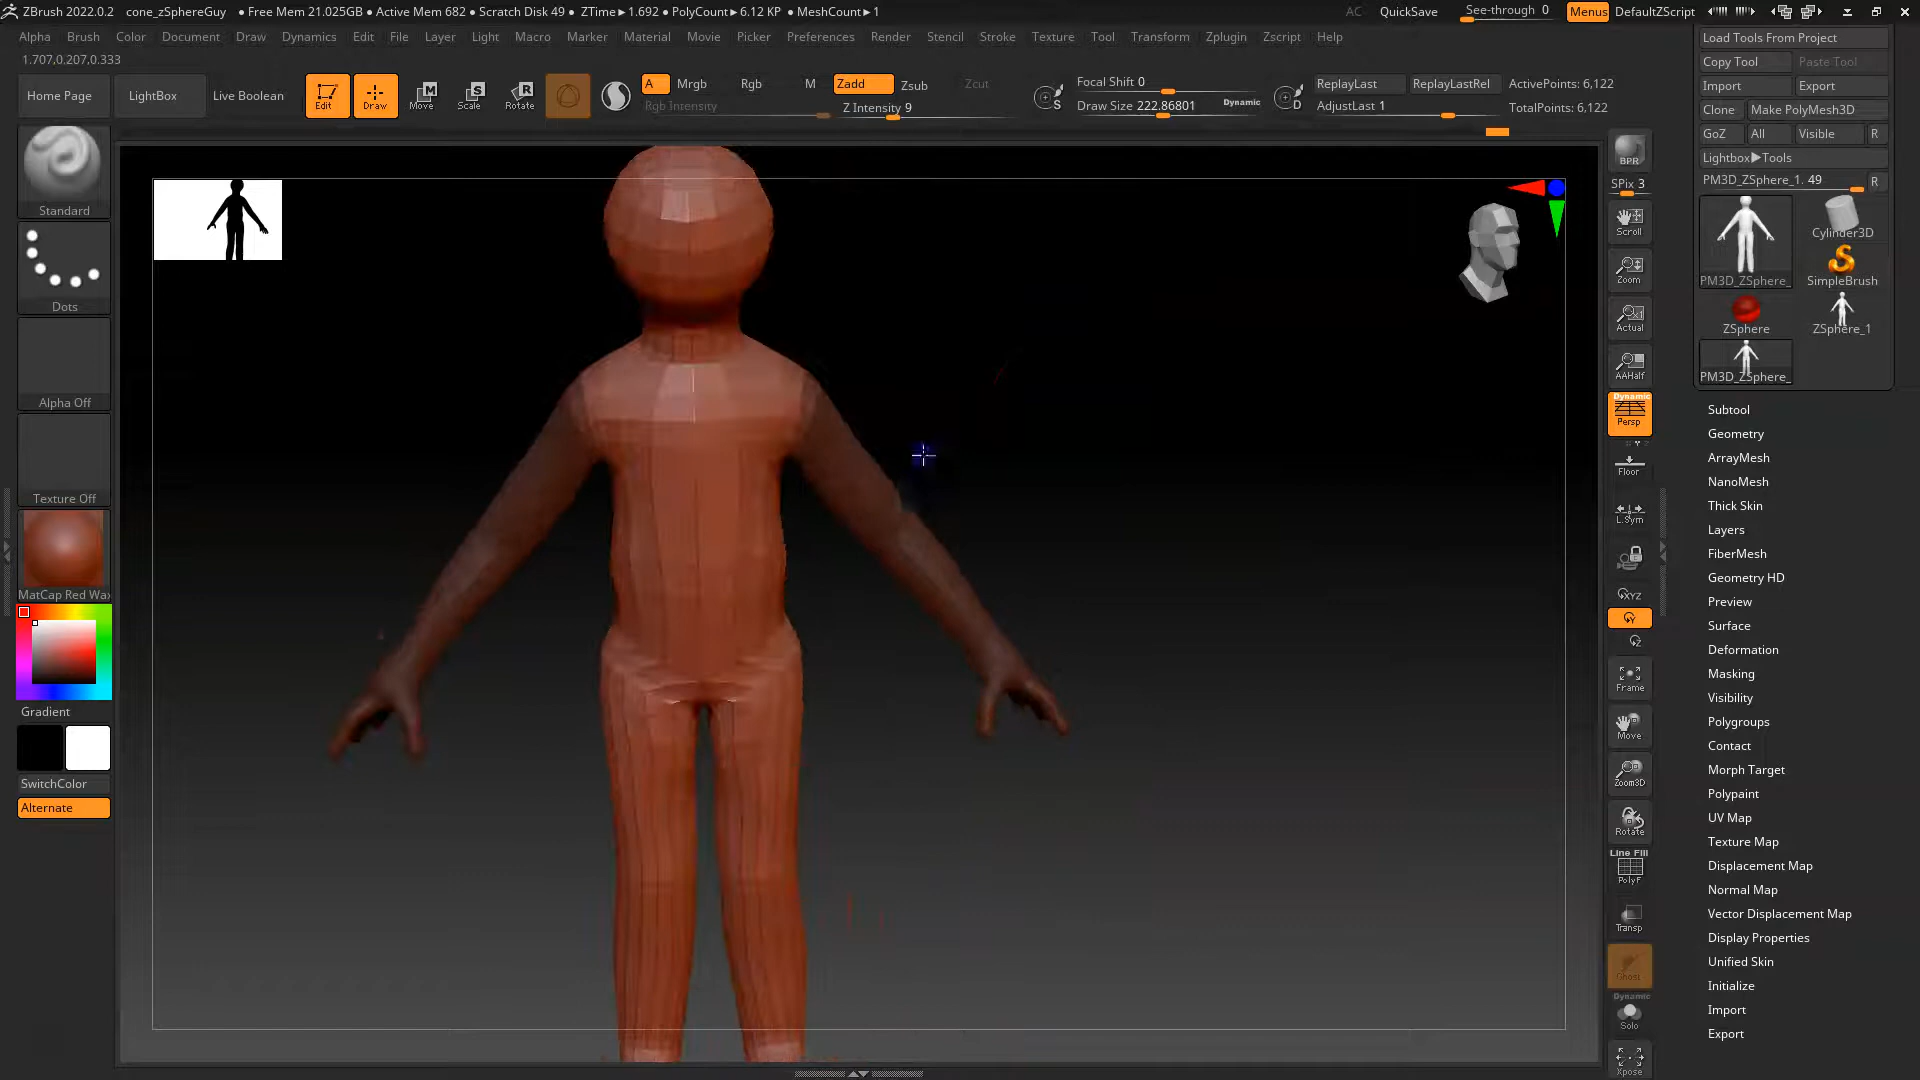 ZBrush 2022.0.2 cone_zSphereGuy ● Free Mem 21.025GB ● Active Mem 682 ● Scratch Disk 49 ● ZTime►1.692 ● PolyCount►6.12 KP ● MeshCount►1 AC QuickSave See-through 0 Menus DefaultZScript
Alpha Brush Color Document Draw Dynamics Edit File Layer Light Macro Marker Material Movie Picker Preferences Render Stencil Stroke Texture Tool Transform Zplugin Zscript Help
1.707,0.207,0.333
Home Page LightBox Live Boolean Edit Draw Move Scale Rotate
A Mrgb Rgb M Zadd Zsub Zcut
Rgb Intensity Z Intensity 9
Focal Shift 0
Draw Size 222.86801 Dynamic
ReplayLast ReplayLastRel ActivePoints: 6,122
AdjustLast 1 TotalPoints: 6,122
Standard
Dots
Alpha Off
Texture Off
MatCap Red Wax
Gradient
SwitchColor
Alternate
BPR
SPix 3
Scroll
Zoom
Actual
AAHalf
Dynamic
Persp
Floor
L.Sym
XYZ
Y
Z
Frame
Move
Zoom3D
Rotate
Line Fill
PolyF
Transp
Ghost
Dynamic
Solo
Xpose
Load Tools From Project
Copy Tool Paste Tool
Import Export
Clone Make PolyMesh3D
GoZ All Visible R
Lightbox►Tools
PM3D_ZSphere_1. 49 R
Cylinder3D
PM3D_ZSphere_ SimpleBrush
ZSphere ZSphere_1
PM3D_ZSphere_
Subtool
Geometry
ArrayMesh
NanoMesh
Thick Skin
Layers
FiberMesh
Geometry HD
Preview
Surface
Deformation
Masking
Visibility
Polygroups
Contact
Morph Target
Polypaint
UV Map
Texture Map
Displacement Map
Normal Map
Vector Displacement Map
Display Properties
Unified Skin
Initialize
Import
Export